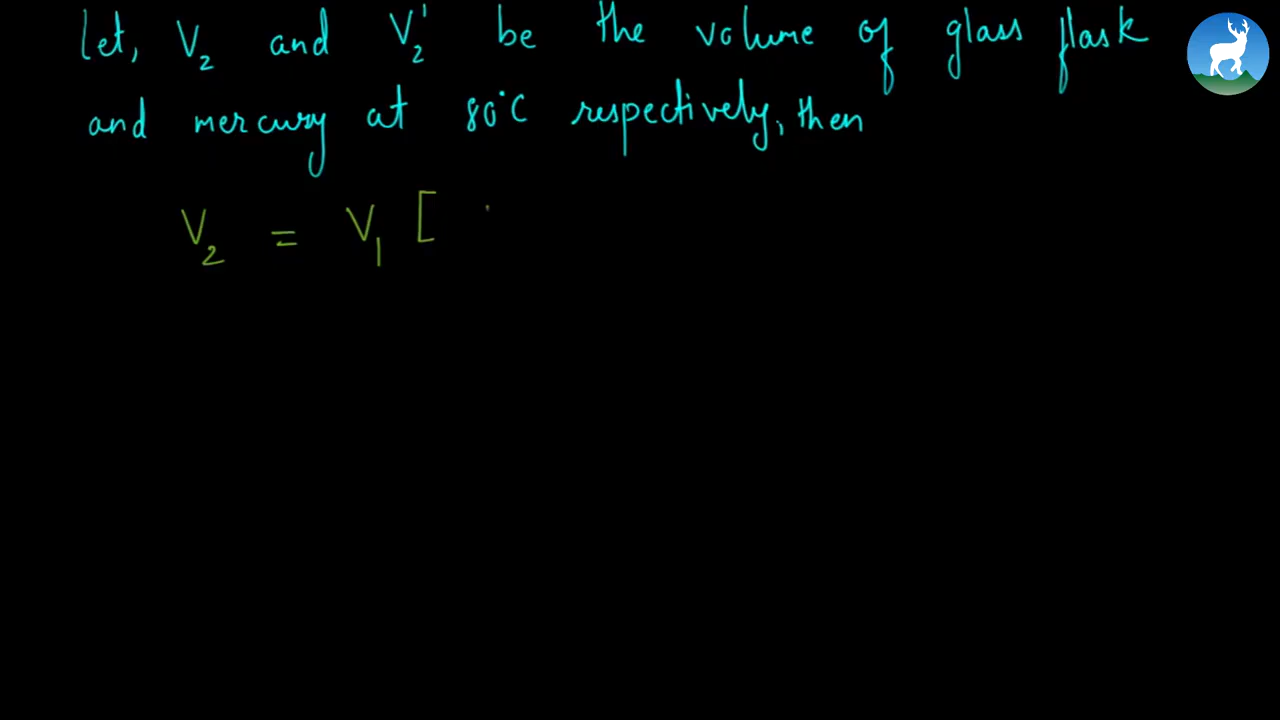 let, V₂ and V₂' be the volume of glass flask
and mercury at 80°C respectively, then
V₂ = V₁ [